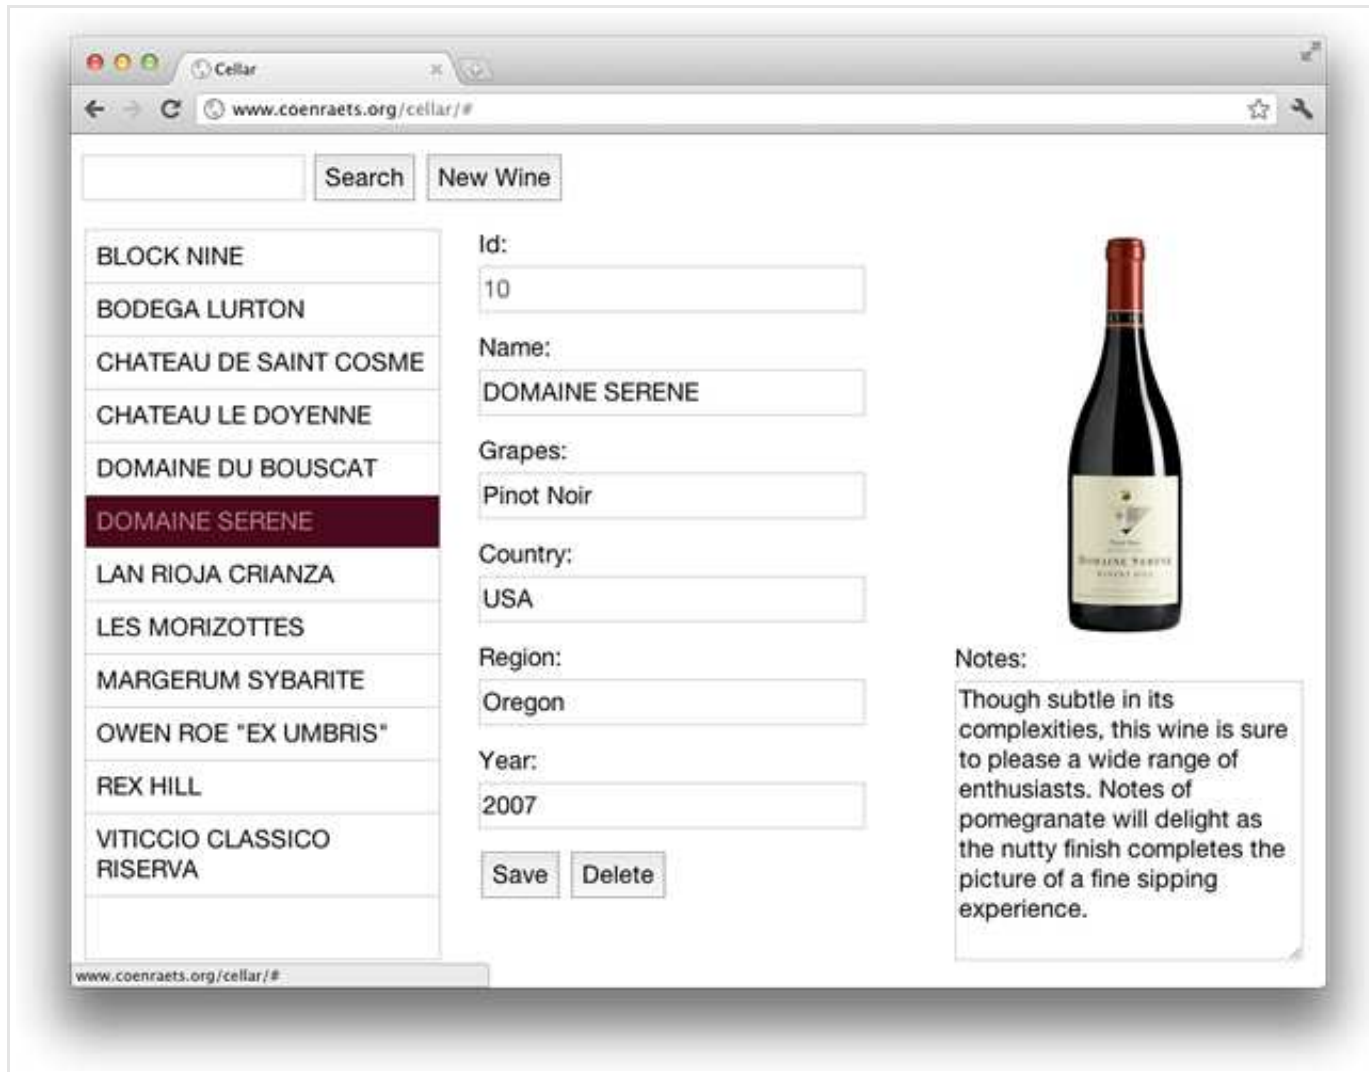 Cellar
www.coenraets.org/cellar/#
Search
New Wine
BLOCK NINE
BODEGA LURTON
CHATEAU DE SAINT COSME
CHATEAU LE DOYENNE
DOMAINE DU BOUSCAT
DOMAINE SERENE
LAN RIOJA CRIANZA
LES MORIZOTTES
MARGERUM SYBARITE
OWEN ROE "EX UMBRIS"
REX HILL
VITICCIO CLASSICO
RISERVA
Id:
10
Name:
DOMAINE SERENE
Grapes:
Pinot Noir
Country:
USA
Region:
Oregon
Year:
2007
Save
Delete
DOMAINE SERENE
Notes:
Though subtle in its
complexities, this wine is sure
to please a wide range of
enthusiasts. Notes of
pomegranate will delight as
the nutty finish completes the
picture of a fine sipping
experience.
www.coenraets.org/cellar/#